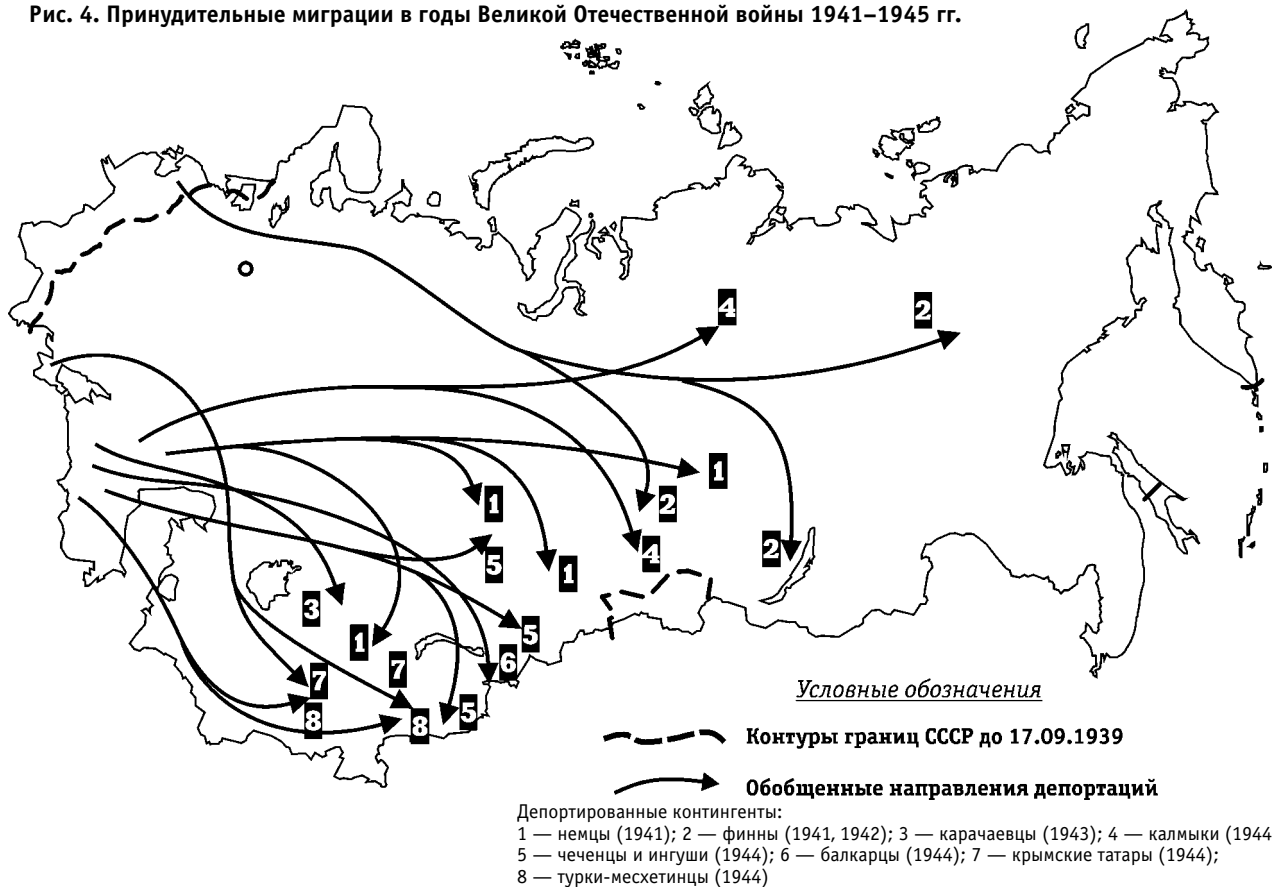 Рис. 4. Принудительные миграции в годы Великой Отечественной войны 1941–1945 гг.
4
2
1
1
2
5
4
2
1
3
1
5
7
6
7
8
8
5
Условные обозначения
Контуры границ СССР до 17.09.1939
Обобщенные направления депортаций
Депортированные контингенты:
1 — немцы (1941); 2 — финны (1941, 1942); 3 — карачаевцы (1943); 4 — калмыки (1944
5 — чеченцы и ингуши (1944); 6 — балкарцы (1944); 7 — крымские татары (1944);
8 — турки-месхетинцы (1944)